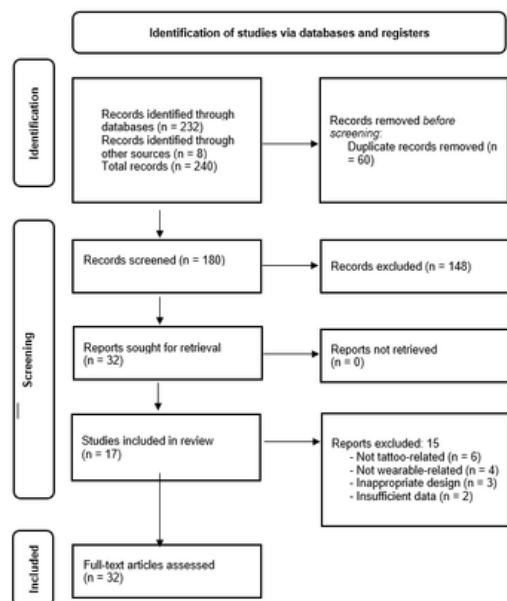 Identification of studies via databases and registers
Identification
Records identified through
databases (n = 232)
Records identified through
other sources (n = 8)
Total records (n = 240)
Records removed before
screening:
Duplicate records removed (n
= 60)
Screening
Records screened (n = 180)
Records excluded (n = 148)
Reports sought for retrieval
(n = 32)
Reports not retrieved
(n = 0)
Studies included in review
(n = 17)
Reports excluded: 15
- Not tattoo-related (n = 6)
- Not wearable-related (n = 4)
- Inappropriate design (n = 3)
- Insufficient data (n = 2)
Included
Full-text articles assessed
(n = 32)